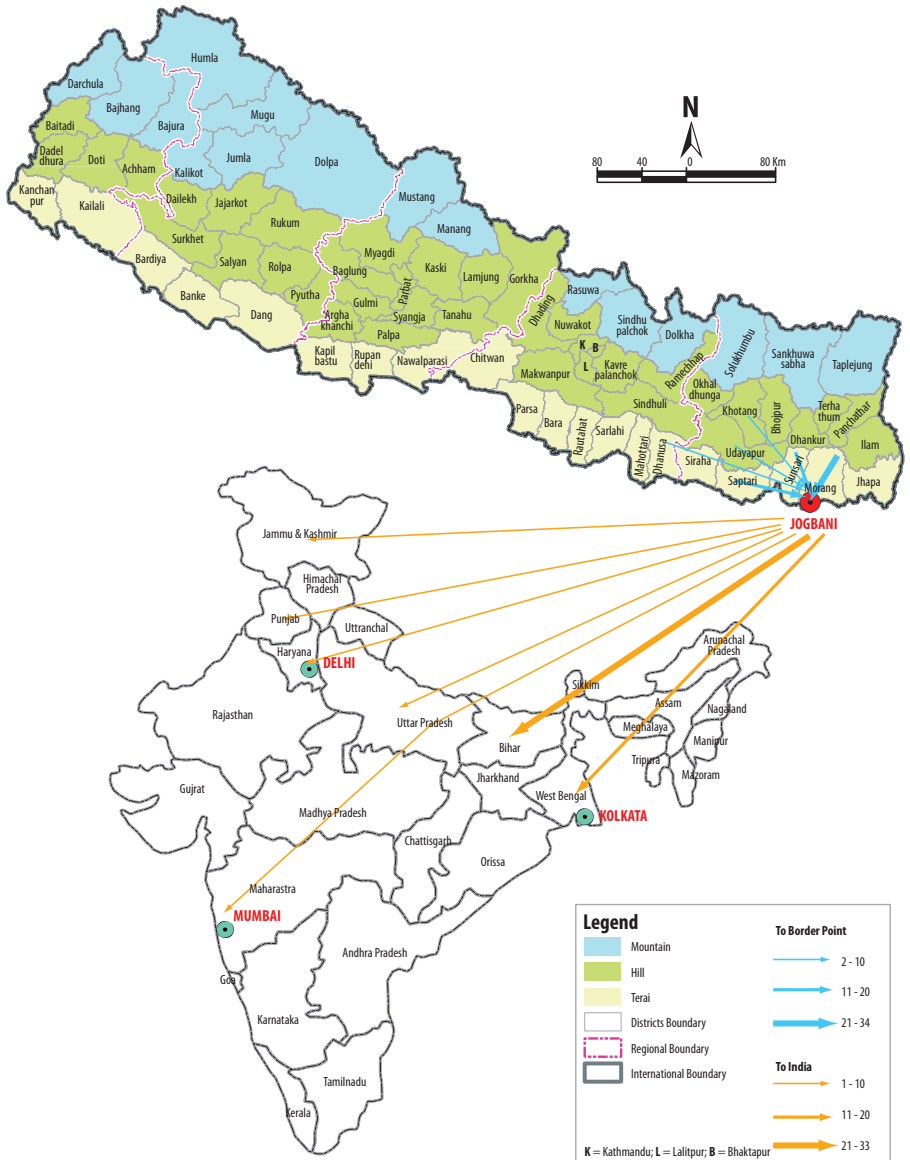 Humla
Darchula
Bajhang
Mugu
Bajura
Baitadi
Dadel
dhura
Doti
Achham
Kalikot
Jumla
Dolpa
Mustang
Manang
Kanchan
pur
Kailali
Dailekh
Jajarkot
Rukum
Surkhet
Salyan
Rolpa
Bardiya
Banke
Dang
Pyutha
Myagdi
Baglung
Parbat
Kaski
Lamjung
Gorkha
Gulmi
Argha
khanchi
Syangja
Tanahu
Palpa
Kapil
bastu
Rupan
dehi
Nawalparasi
Chitwan
Dhading
Rasuwa
Nuwakot
Sindhu
palchok
Dolkha
K
B
L
Kavre
palanchok
Makwanpur
Ramechhap
Sindhuli
Parsa
Bara
Rautahat
Sarlahi
Mahottari
Dhanusa
Solukhumbu
Sankhuwa
sabha
Taplejung
Okhal
dhunga
Khotang
Bhojpur
Terha
thum
Panchathar
Dhankur
Ilam
Udayapur
Siraha
Saptari
Sunsari
Morang
Jhapa
N
80 40 0 80 Km
JOGBANI
Jammu & Kashmir
Himachal
Pradesh
Punjab
Uttranchal
Haryana
DELHI
Rajasthan
Uttar Pradesh
Sikkim
Arunachal
Pradesh
Assam
Nagaland
Meghalaya
Manipur
Tripura
Mazoram
Bihar
Jharkhand
West Bengal
KOLKATA
Gujrat
Madhya Pradesh
Chattisgarh
Orissa
Maharastra
MUMBAI
Goa
Andhra Pradesh
Karnataka
Tamilnadu
Kerala
Legend
Mountain
Hill
Terai
Districts Boundary
Regional Boundary
International Boundary
K = Kathmandu; L = Lalitpur; B = Bhaktapur
To Border Point
2 - 10
11 - 20
21 - 34
To India
1 - 10
11 - 20
21 - 33